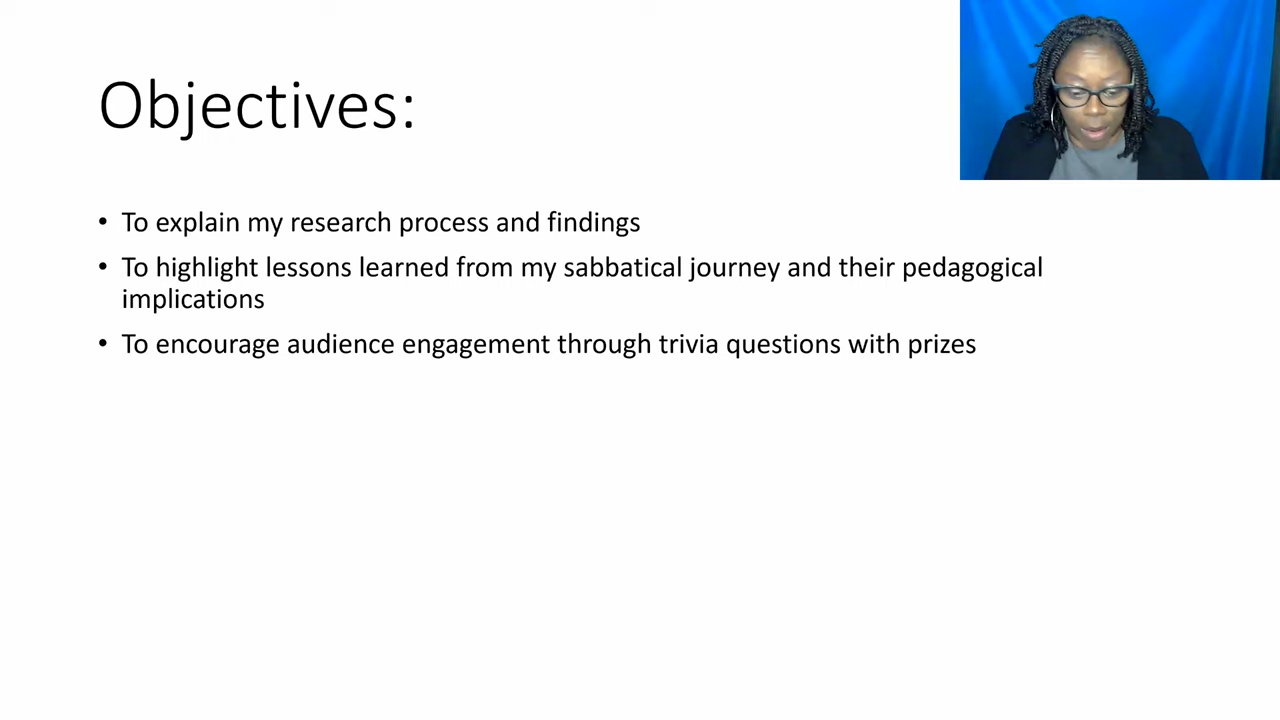 Objectives:
• To explain my research process and findings
• To highlight lessons learned from my sabbatical journey and their pedagogical
implications
• To encourage audience engagement through trivia questions with prizes